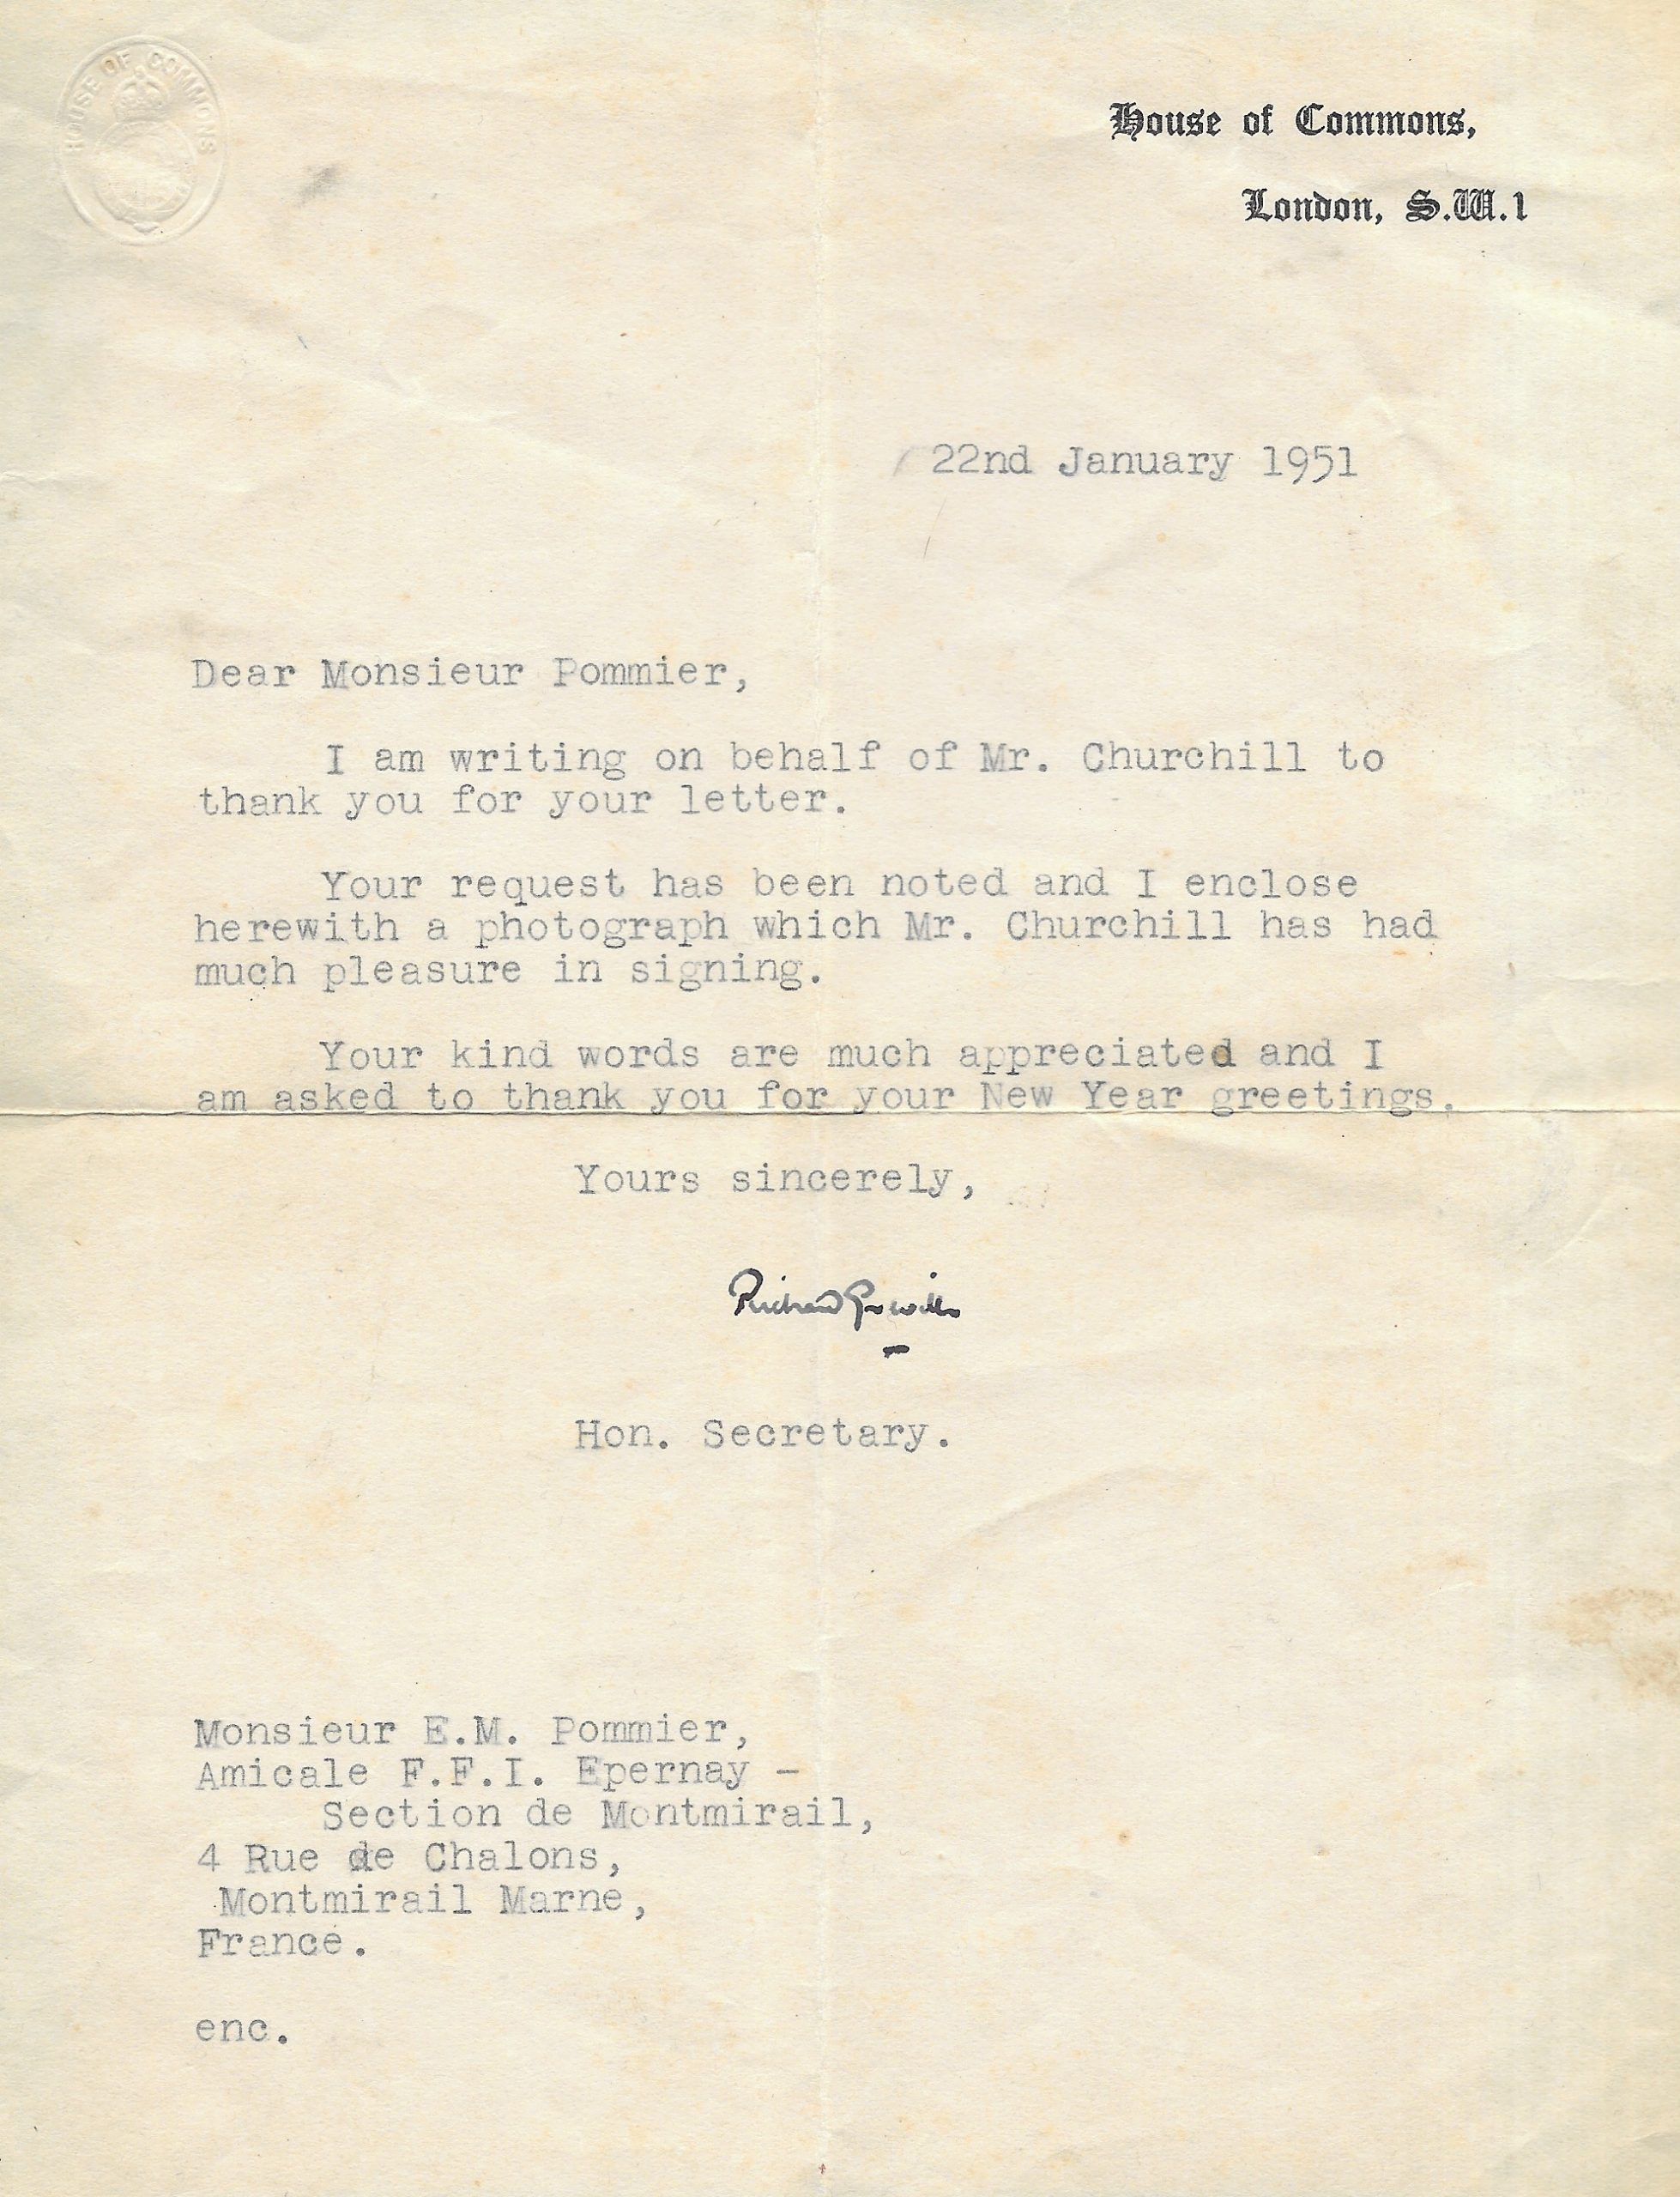 HOUSE OF COMMONS
House of Commons,
London, S.W.1
22nd January 1951
Dear Monsieur Pommier,
I am writing on behalf of Mr. Churchill to
thank you for your letter.
Your request has been noted and I enclose
herewith a photograph which Mr. Churchill has had
much pleasure in signing.
Your kind words are much appreciated and I
am asked to thank you for your New Year greetings.
Yours sincerely,
Richard
Hon. Secretary.
Monsieur E.M. Pommier,
Amicale F.F.I. Epernay -
Section de Montmirail,
4 Rue de Chalons,
Montmirail Marne,
France.
enc.